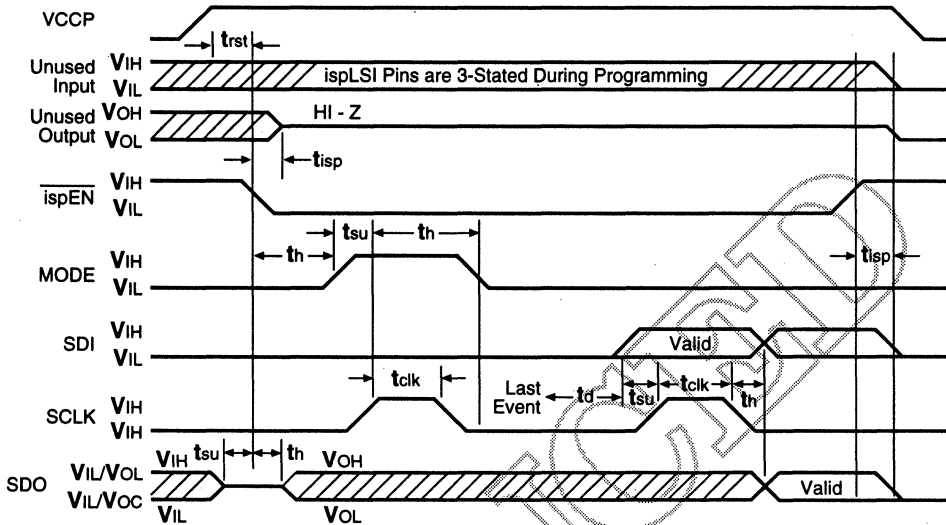 VCCP
trst
Unused Input VIH VIL
ispLSI Pins are 3-Stated During Programming
Unused Output VOH VOL
HI - Z
tisp
ispEN VIH VIL
tsu th
th
MODE VIH VIL
tisp
SDI VIH VIL
Valid
tclk
Last Event td tsu tclk th
SCLK VIH VIH
SDO VIL/VOL VIL/VOC
VIH tsu th VOH
Valid
VIL VOL